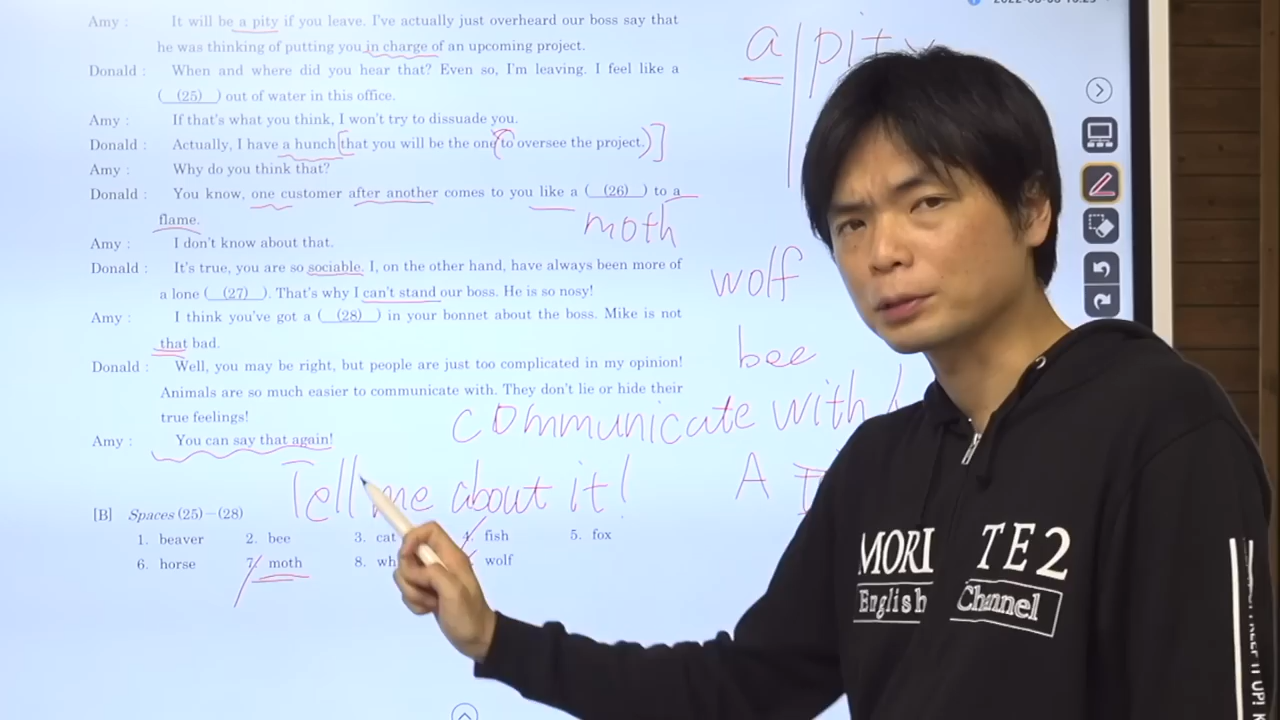 Amy : It will be a pity if you leave. I've actually just overheard our boss say that
he was thinking of putting you in charge of an upcoming project.
Donald : When and where did you hear that? Even so, I'm leaving. I feel like a
( (25) ) out of water in this office.
Amy : If that's what you think, I won't try to dissuade you.
Donald : Actually, I have a hunch [that you will be the one (to oversee the project.)]
Amy : Why do you think that?
Donald : You know, one customer after another comes to you like a ( (26) ) to a
flame.
moth
Amy : I don't know about that.
Donald : It's true, you are so sociable. I, on the other hand, have always been more of
a lone ( (27) ). That's why I can't stand our boss. He is so nosy!
Amy : I think you've got a ( (28) ) in your bonnet about the boss. Mike is not
that bad.
Donald : Well, you may be right, but people are just too complicated in my opinion!
Animals are so much easier to communicate with. They don't lie or hide their
true feelings!
Amy : You can say that again!
a pity
wolf
bee
communicate with
Tell me about it!
A
[B] Spaces (25)–(28)
1. beaver 2. bee 3. cat 4. fish 5. fox
6. horse 7. moth 8. wolf
MORI TE2
English Channel